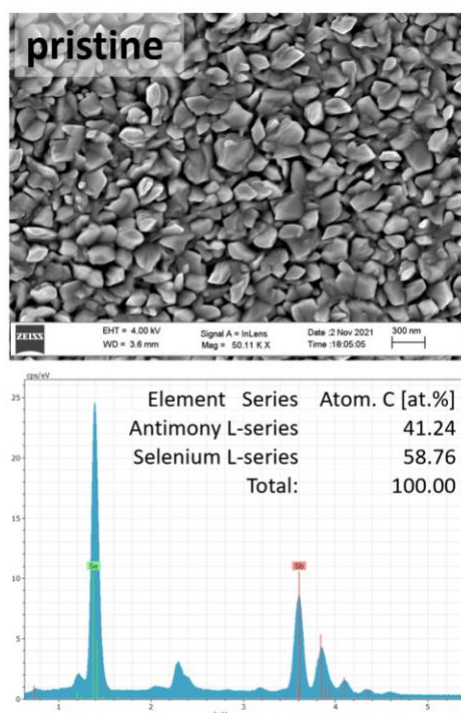 pristine
ZEISS
EHT = 4.00 kV
WD = 3.6 mm
Signal A = InLens
Mag = 50.11 K X
Date :2 Nov 2021
Time :18:05:05
300 nm
cps/eV
Element Series Atom. C [at.%]
Antimony L-series 41.24
Selenium L-series 58.76
Total: 100.00
25
20
15
10
5
0
Se
Sb
1 2 3 4 5